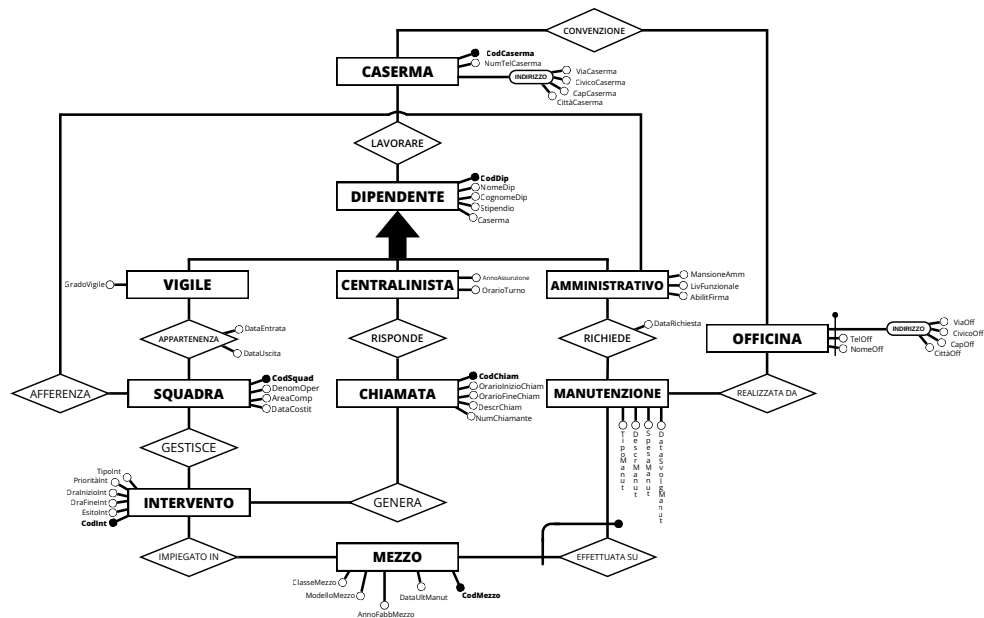 CONVENZIONE
CASERMA
CodCaserma
NumTelCaserma
INDIRIZZO
ViaCaserma
CivicoCaserma
CapCaserma
CittàCaserma
LAVORARE
DIPENDENTE
CodDip
NomeDip
CognomeDip
Stipendio
Caserma
GradoVigile
VIGILE
CENTRALINISTA
AnnoAssunzione
OrarioTurno
AMMINISTRATIVO
MansioneAmm
LivFunzionale
AbilitFirma
APPARTENENZA
DataEntrata
DataUscita
RISPONDE
RICHIEDE
DataRichiesta
OFFICINA
TelOff
NomeOff
INDIRIZZO
ViaOff
CivicoOff
CapOff
CittàOff
AFFERENZA
SQUADRA
CodSquad
DenomOper
AreaComp
DataCostit
CHIAMATA
CodChiam
OrarioInizioChiam
OrarioFineChiam
DescrChiam
NumChiamante
MANUTENZIONE
REALIZZATA DA
TipoManut
DescrManut
SpesaManut
DataSvolgManut
GESTISCE
TipoInt
PrioritàInt
OraInizioInt
OraFineInt
EsitoInt
CodInt
INTERVENTO
GENERA
IMPIEGATO IN
MEZZO
EFFETTUATA SU
ClasseMezzo
ModelloMezzo
AnnoFabbMezzo
DataUltManut
CodMezzo